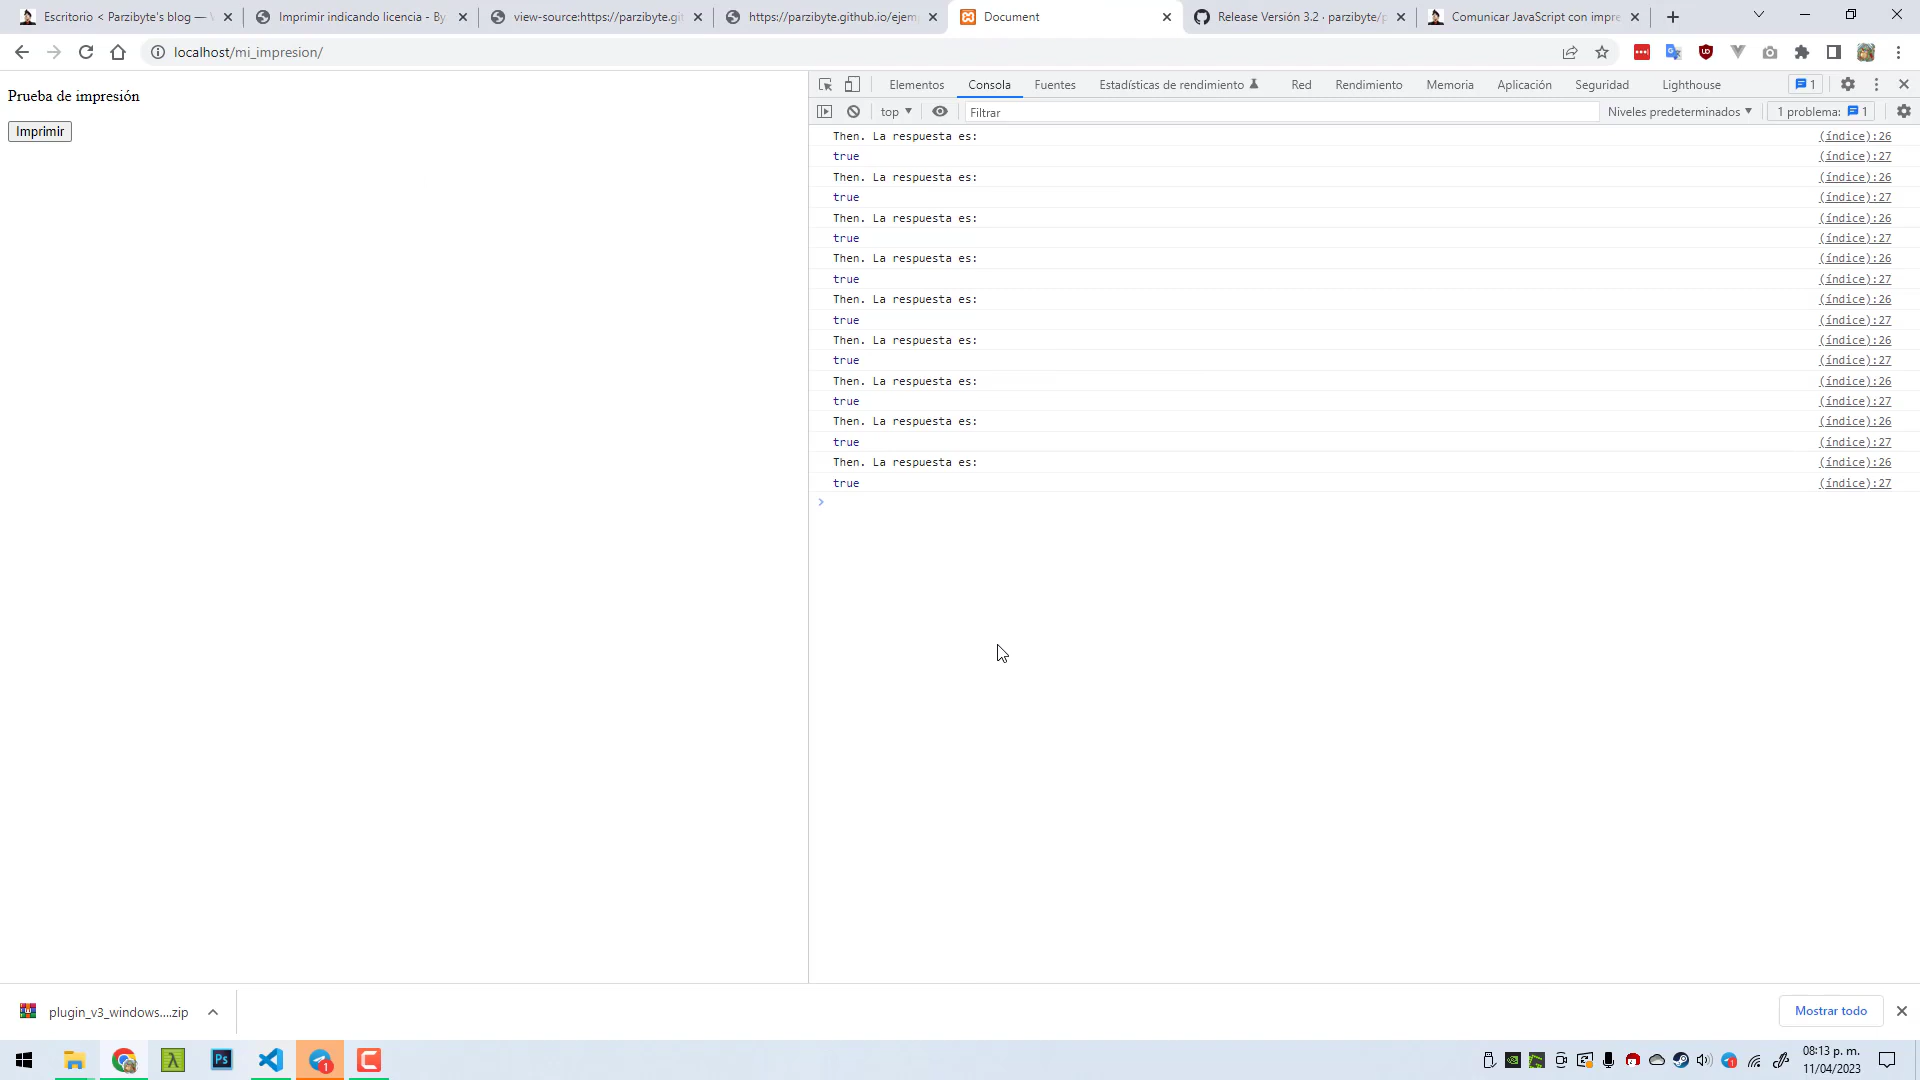 Escritorio < Parzibyte's blog —
Imprimir indicando licencia - By
view-source:https://parzibyte.git
https://parzibyte.github.io/ejem
Document
Release Versión 3.2 · parzibyte/p
Comunicar JavaScript con impre
localhost/mi_impresion/
Prueba de impresión
Imprimir
Elementos
Consola
Fuentes
Estadísticas de rendimiento
Red
Rendimiento
Memoria
Aplicación
Seguridad
Lighthouse
1
top
Filtrar
Niveles predeterminados
1 problema:
1
Then. La respuesta es: (índice):26
true (índice):27
Then. La respuesta es: (índice):26
true (índice):27
Then. La respuesta es: (índice):26
true (índice):27
Then. La respuesta es: (índice):26
true (índice):27
Then. La respuesta es: (índice):26
true (índice):27
Then. La respuesta es: (índice):26
true (índice):27
Then. La respuesta es: (índice):26
true (índice):27
Then. La respuesta es: (índice):26
true (índice):27
Then. La respuesta es: (índice):26
true (índice):27
plugin_v3_windows....zip
Mostrar todo
Ps
1
08:13 p. m.
11/04/2023